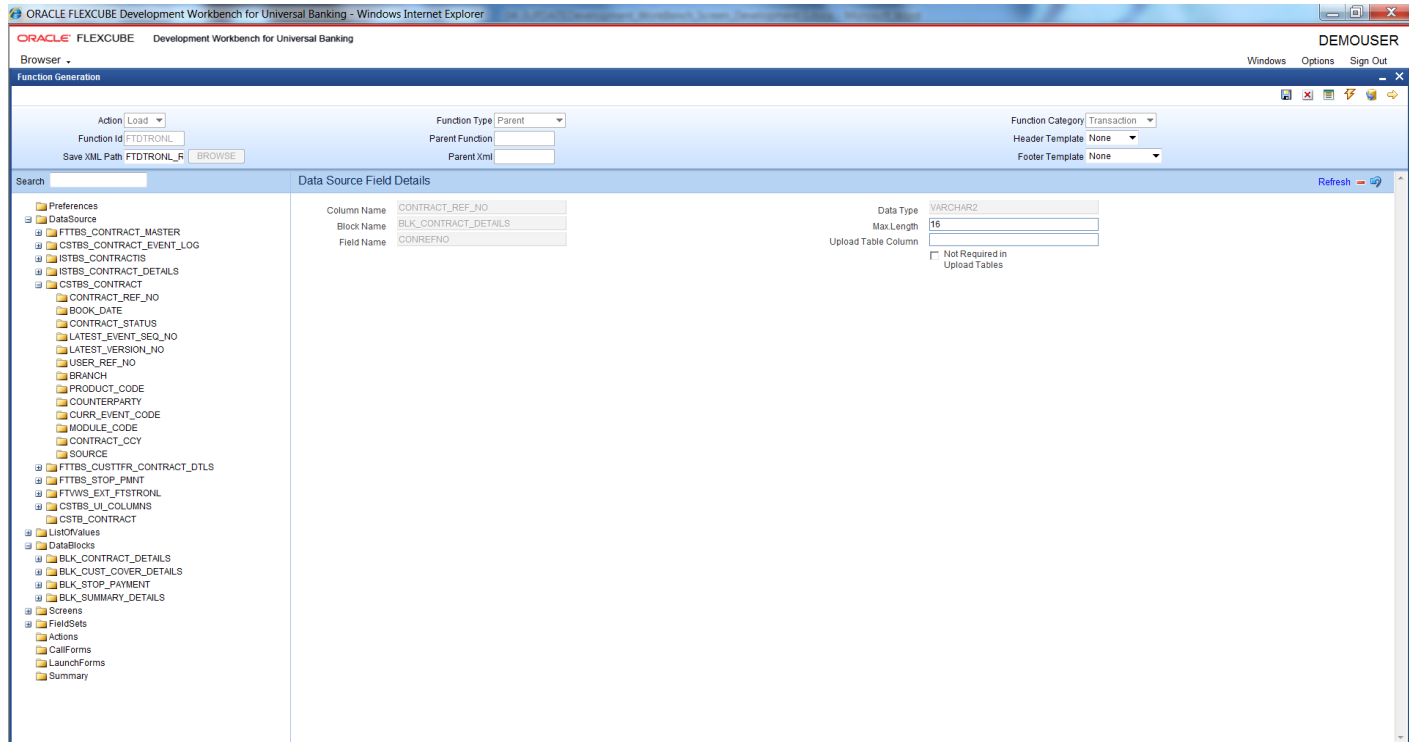 ORACLE FLEXCUBE Development Workbench for Universal Banking - Windows Internet Explorer
ORACLE FLEXCUBE Development Workbench for Universal Banking
DEMOUSER
Browser
Windows Options Sign Out
Function Generation
Action Load Function Type Parent Function Category Transaction
Function Id FTDTRONL Parent Function Header Template None
Save XML Path FTDTRONL_R BROWSE Parent Xml Footer Template None
Search Data Source Field Details Refresh
Column Name CONTRACT_REF_NO Data Type VARCHAR2
Block Name BLK_CONTRACT_DETAILS Max.Length 16
Field Name CONREFNO Upload Table Column
Not Required in
Upload Tables
Preferences
DataSource
FTTBS_CONTRACT_MASTER
CSTBS_CONTRACT_EVENT_LOG
ISTBS_CONTRACTIS
ISTBS_CONTRACT_DETAILS
CSTBS_CONTRACT
CONTRACT_REF_NO
BOOK_DATE
CONTRACT_STATUS
LATEST_EVENT_SEQ_NO
LATEST_VERSION_NO
USER_REF_NO
BRANCH
PRODUCT_CODE
COUNTERPARTY
CURR_EVENT_CODE
MODULE_CODE
CONTRACT_CCY
SOURCE
FTTBS_CUSTTFR_CONTRACT_DTLS
FTTBS_STOP_PMNT
FTVWS_EXT_FTSTRONL
CSTBS_UI_COLUMNS
CSTB_CONTRACT
ListOfValues
DataBlocks
BLK_CONTRACT_DETAILS
BLK_CUST_COVER_DETAILS
BLK_STOP_PAYMENT
BLK_SUMMARY_DETAILS
Screens
FieldSets
Actions
CallForms
LaunchForms
Summary